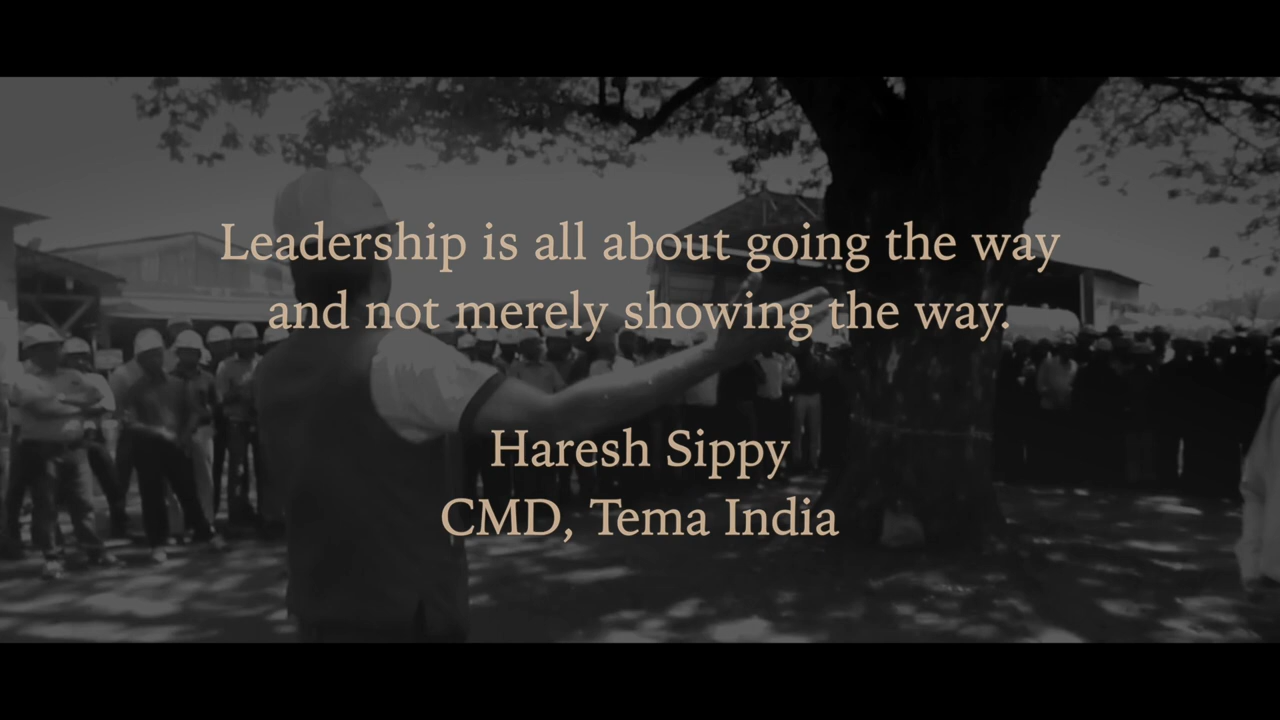 Leadership is all about going the way
and not merely showing the way.
Haresh Sippy
CMD, Tema India